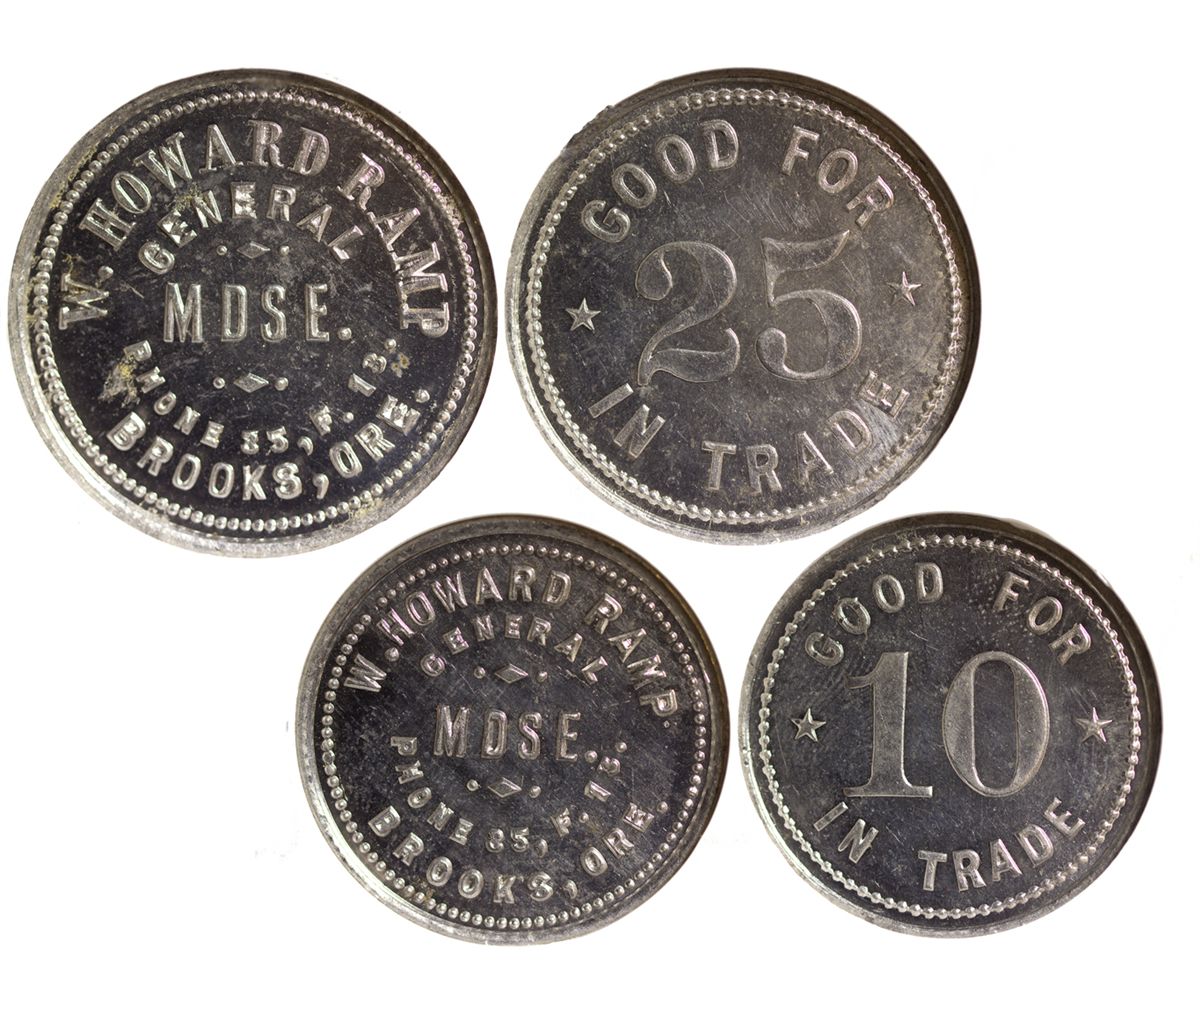 W. HOWARD RAMP
GENERAL
MDSE.
PHONE 35, F. 13.
BROOKS, ORE.
GOOD FOR
25
IN TRADE
W. HOWARD RAMP.
GENERAL
MDSE.
PHONE 35, F. 13.
BROOKS, ORE.
GOOD FOR
10
IN TRADE